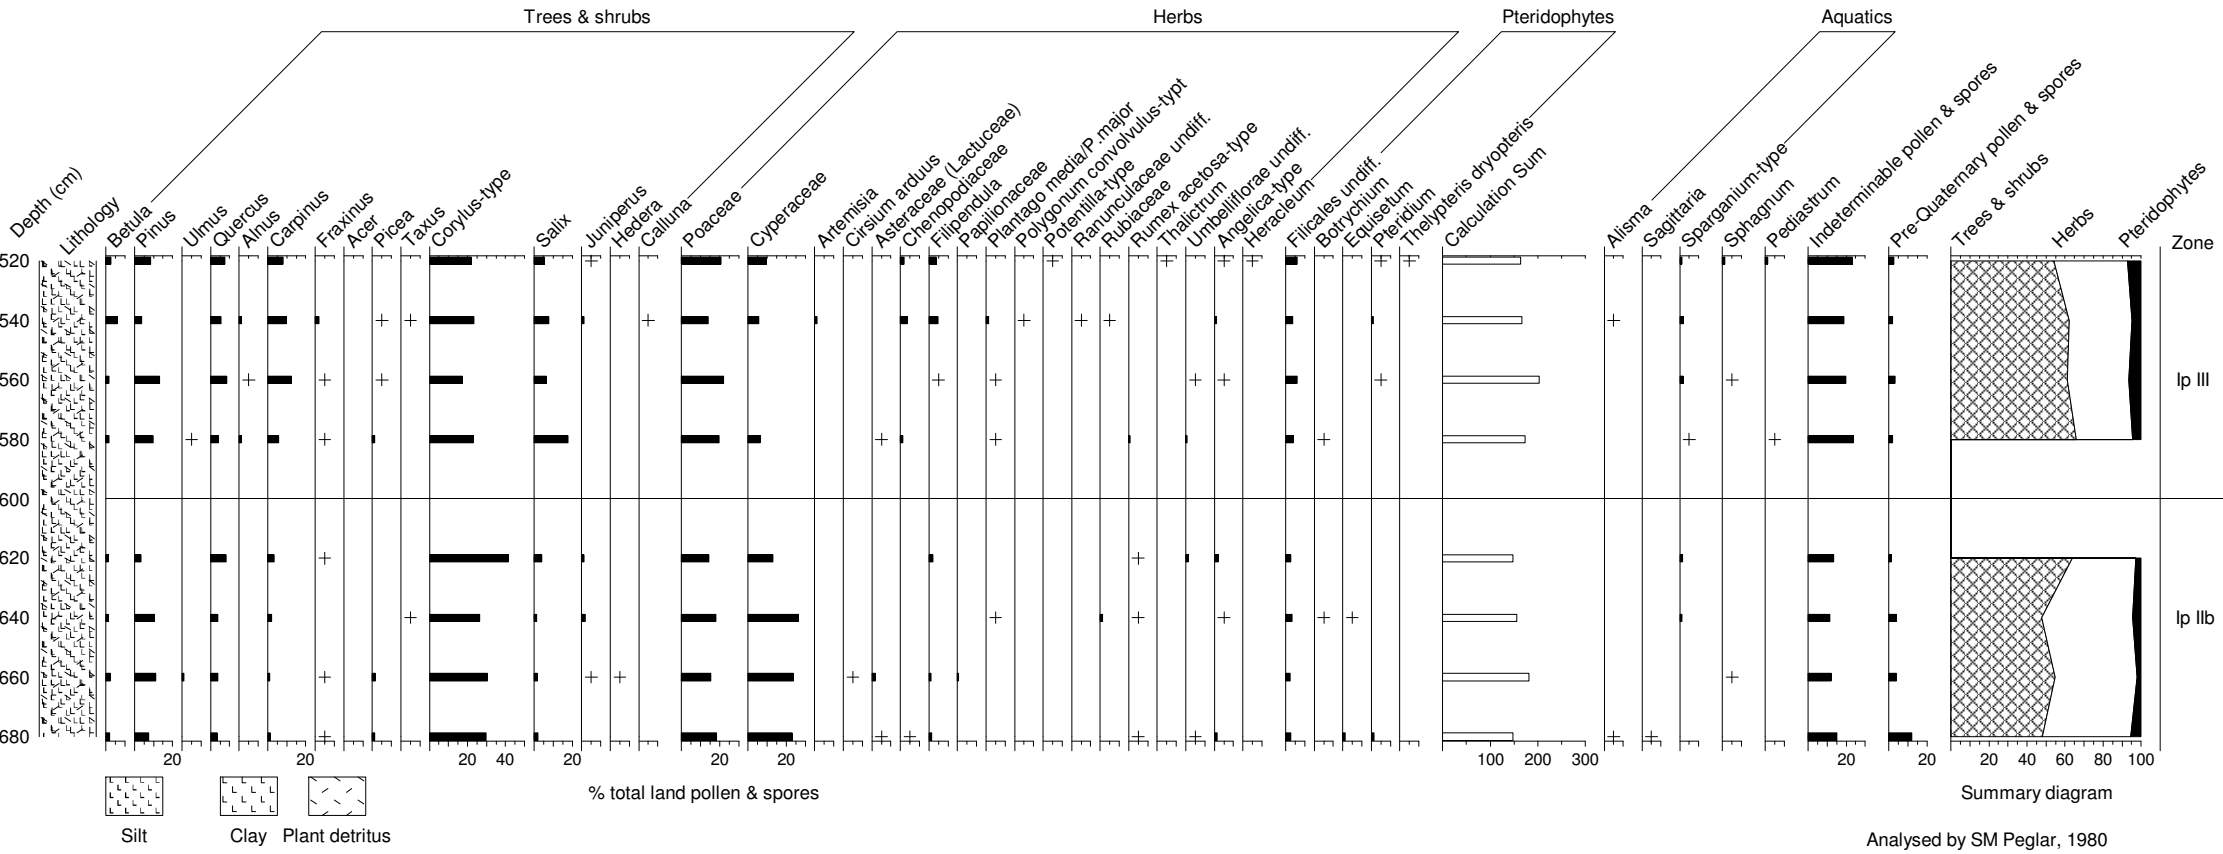 Trees & shrubs
Herbs
Pteridophytes
Aquatics
Depth (cm)
Lithology
Betula
Pinus
Ulmus
Quercus
Alnus
Carpinus
Fraxinus
Acer
Picea
Taxus
Corylus-type
Salix
Juniperus
Hedera
Calluna
Poaceae
Cyperaceae
Artemisia
Cirsium arduus
Asteraceae (Lactuceae)
Chenopodiaceae
Filipendula
Papilionaceae
Plantago media/P.major
Polygonum convolvulus-typt
Potentilla-type
Ranunculaceae undiff.
Rubiaceae
Rumex acetosa-type
Thalictrum
Umbelliflorae undiff.
Angelica-type
Heracleum
Filicales undiff.
Botrychium
Equisetum
Pteridium
Thelypteris dryopteris
Calculation Sum
Alisma
Sagittaria
Sparganium-type
Sphagnum
Pediastrum
Indeterminable pollen & spores
Pre-Quaternary pollen & spores
Trees & shrubs
Herbs
Pteridophytes
Zone
520
540
560
lp III
580
600
620
640
lp IIb
660
680
20 20 20 40 20 20 20 100 200 300 20 20 20 40 60 80 100
% total land pollen & spores
Summary diagram
Silt
Clay
Plant detritus
Analysed by SM Peglar, 1980